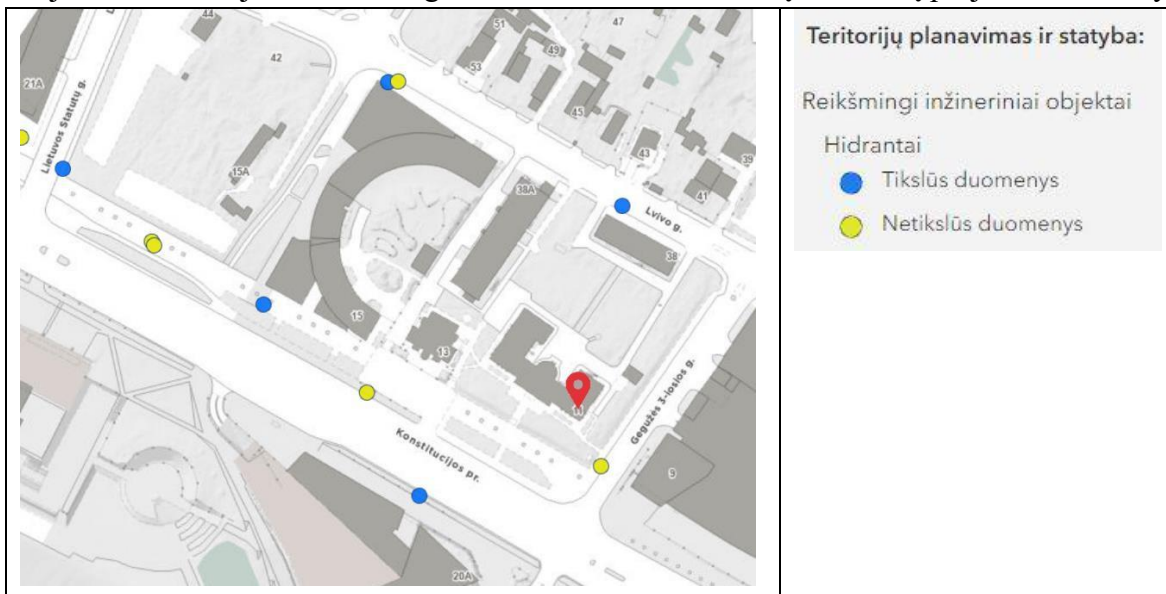 44
42
51
49
47
53
21A
45
Lietuvos Statutų g.
15A
38A
43
39
41
Lvivo g.
38
15
13
11
Gegužės 3-iosios g.
Konstitucijos pr.
9
20A
Teritorijų planavimas ir statyba:
Reikšmingi inžineriniai objektai
Hidrantai
Tikslūs duomenys
Netikslūs duomenys